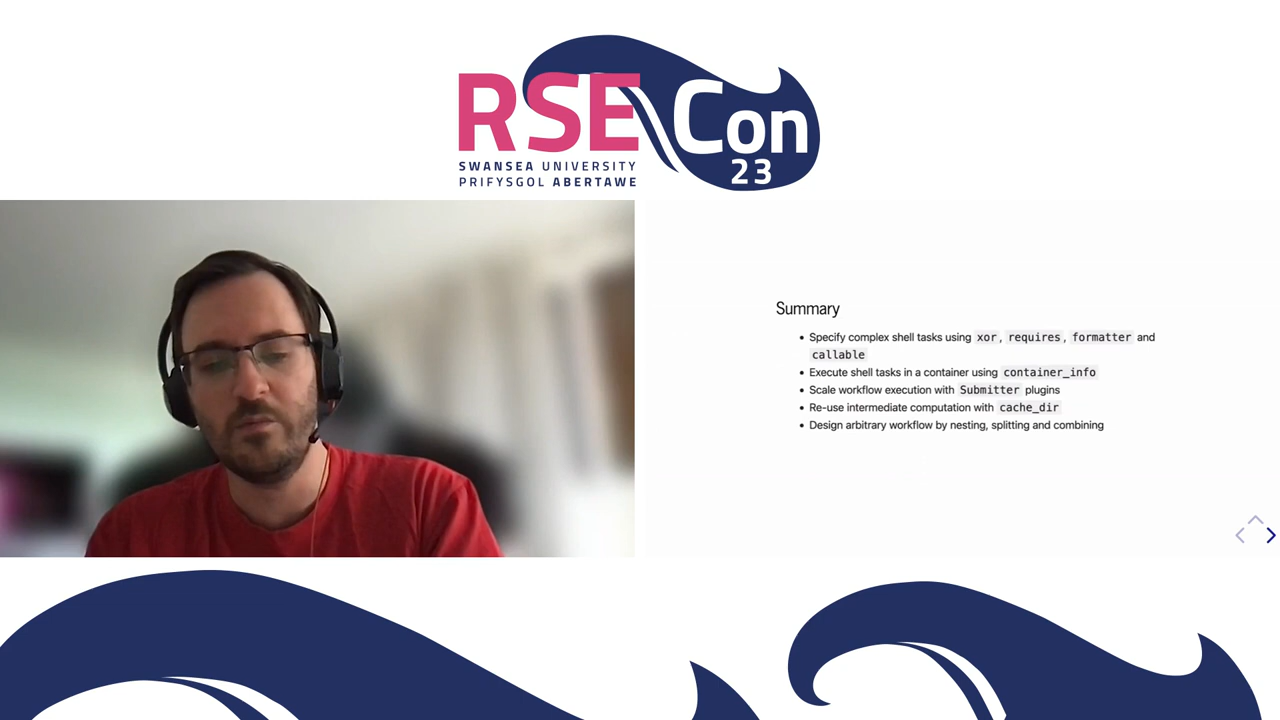 RSE Con
23
SWANSEA UNIVERSITY
PRIFYSGOL ABERTAWE
Summary
• Specify complex shell tasks using xor, requires, formatter and
callable
• Execute shell tasks in a container using container_info
• Scale workflow execution with Submitter plugins
• Re-use intermediate computation with cache_dir
• Design arbitrary workflow by nesting, splitting and combining